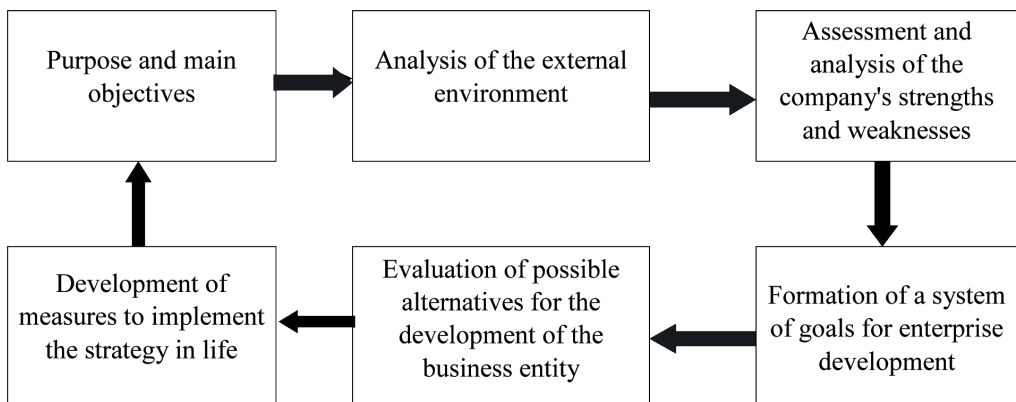 Purpose and main
objectives
Analysis of the external
environment
Assessment and
analysis of the
company's strengths
and weaknesses
Formation of a system
of goals for enterprise
development
Evaluation of possible
alternatives for the
development of the
business entity
Development of
measures to implement
the strategy in life